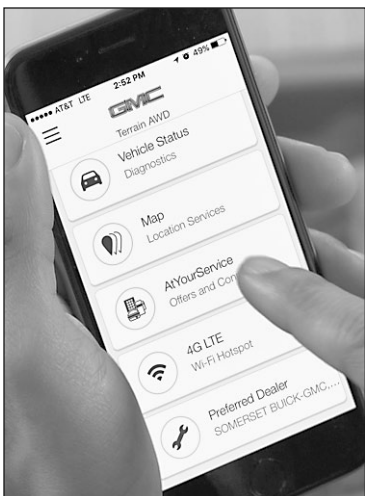 ●●●●● AT&T LTE 2:52 PM 49%
GMC
Terrain AWD
Vehicle Status
Diagnostics
Map
Location Services
AtYourService
Offers and
4G LTE
Wi-Fi Hotspot
Preferred Dealer
SOMERSET BUICK-GMC,...